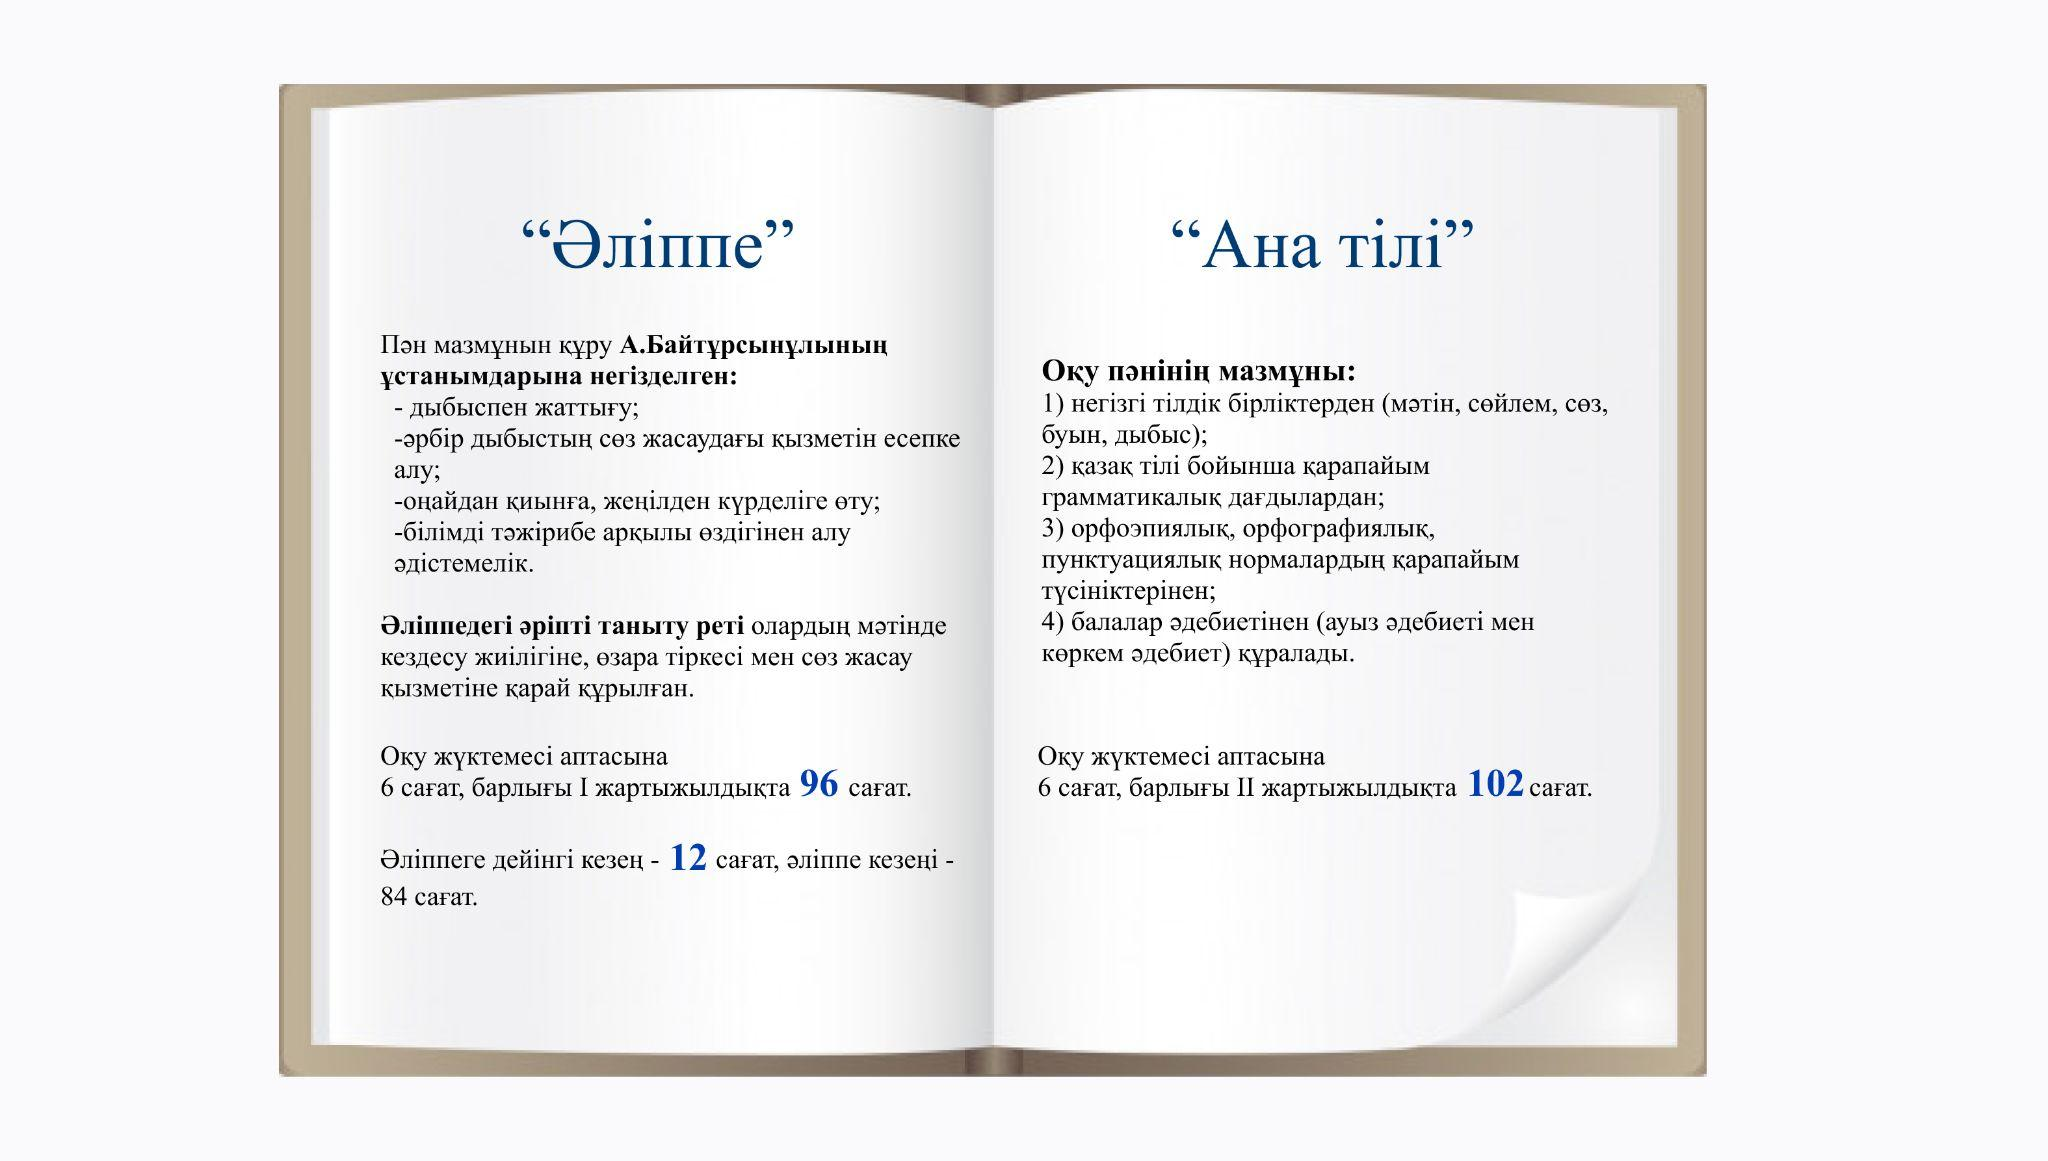 “Әліппе”
Пән мазмұнын құру А.Байтұрсынұлының
ұстанымдарына негізделген:
- дыбыспен жаттығу;
-әрбір дыбыстың сөз жасаудағы қызметін есепке
алу;
-оңайдан қиынға, жеңілден күрделіге өту;
-білімді тәжірибе арқылы өздігінен алу
әдістемелік.
Әліппедегі әріпті таныту реті олардың мәтінде
кездесу жиілігіне, өзара тіркесі мен сөз жасау
қызметіне қарай құрылған.
Оқу жүктемесі аптасына
6 сағат, барлығы І жартыжылдықта 96 сағат.
Әліппеге дейінгі кезең - 12 сағат, әліппе кезеңі -
84 сағат.
“Ана тілі”
Оқу пәнінің мазмұны:
1) негізгі тілдік бірліктерден (мәтін, сөйлем, сөз,
буын, дыбыс);
2) қазақ тілі бойынша қарапайым
грамматикалық дағдылардан;
3) орфоэпиялық, орфографиялық,
пунктуациялық нормалардың қарапайым
түсініктерінен;
4) балалар әдебиетінен (ауыз әдебиеті мен
көркем әдебиет) құралады.
Оқу жүктемесі аптасына
6 сағат, барлығы ІІ жартыжылдықта 102 сағат.